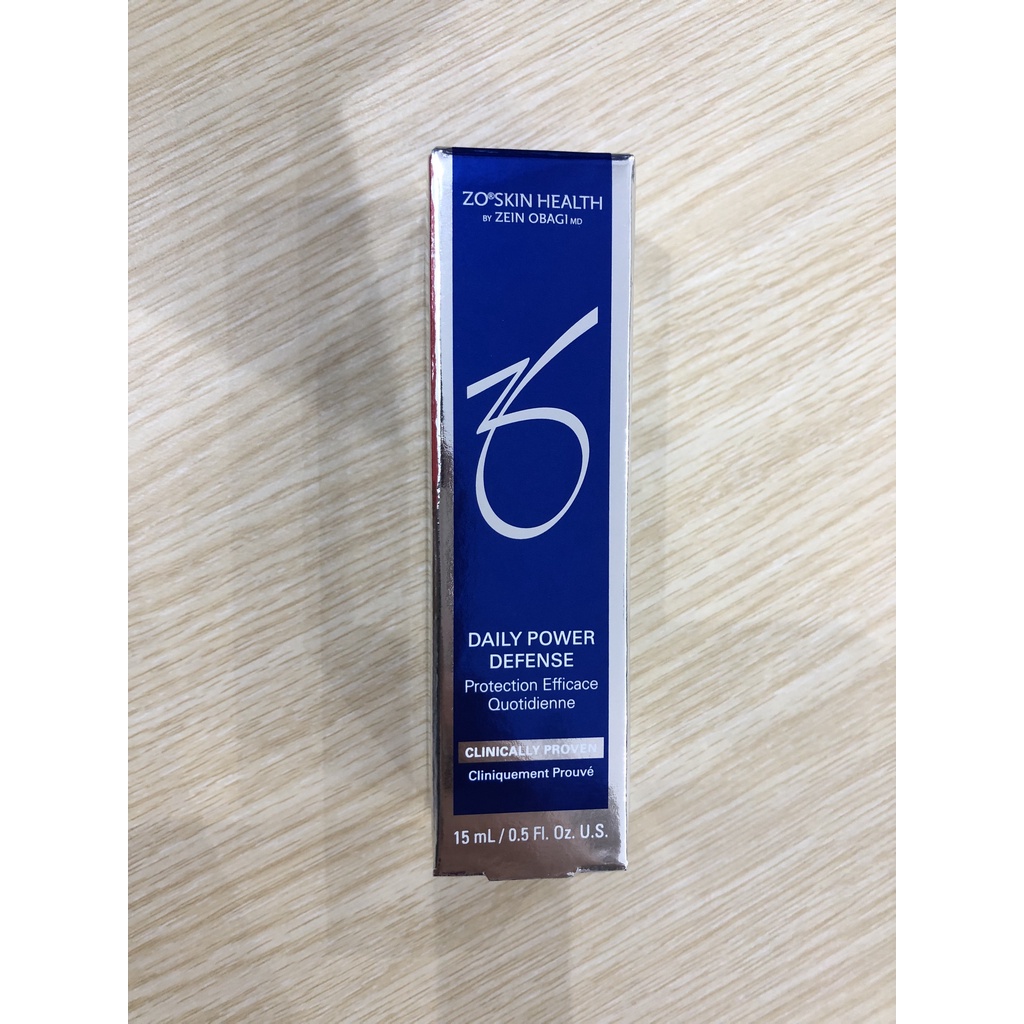 ZO®SKIN HEALTH
BY ZEIN OBAGI MD
ZO
DAILY POWER
DEFENSE
Protection Efficace
Quotidienne
CLINICALLY PROVEN
Cliniquement Prouvé
15 mL / 0.5 Fl. Oz. U.S.